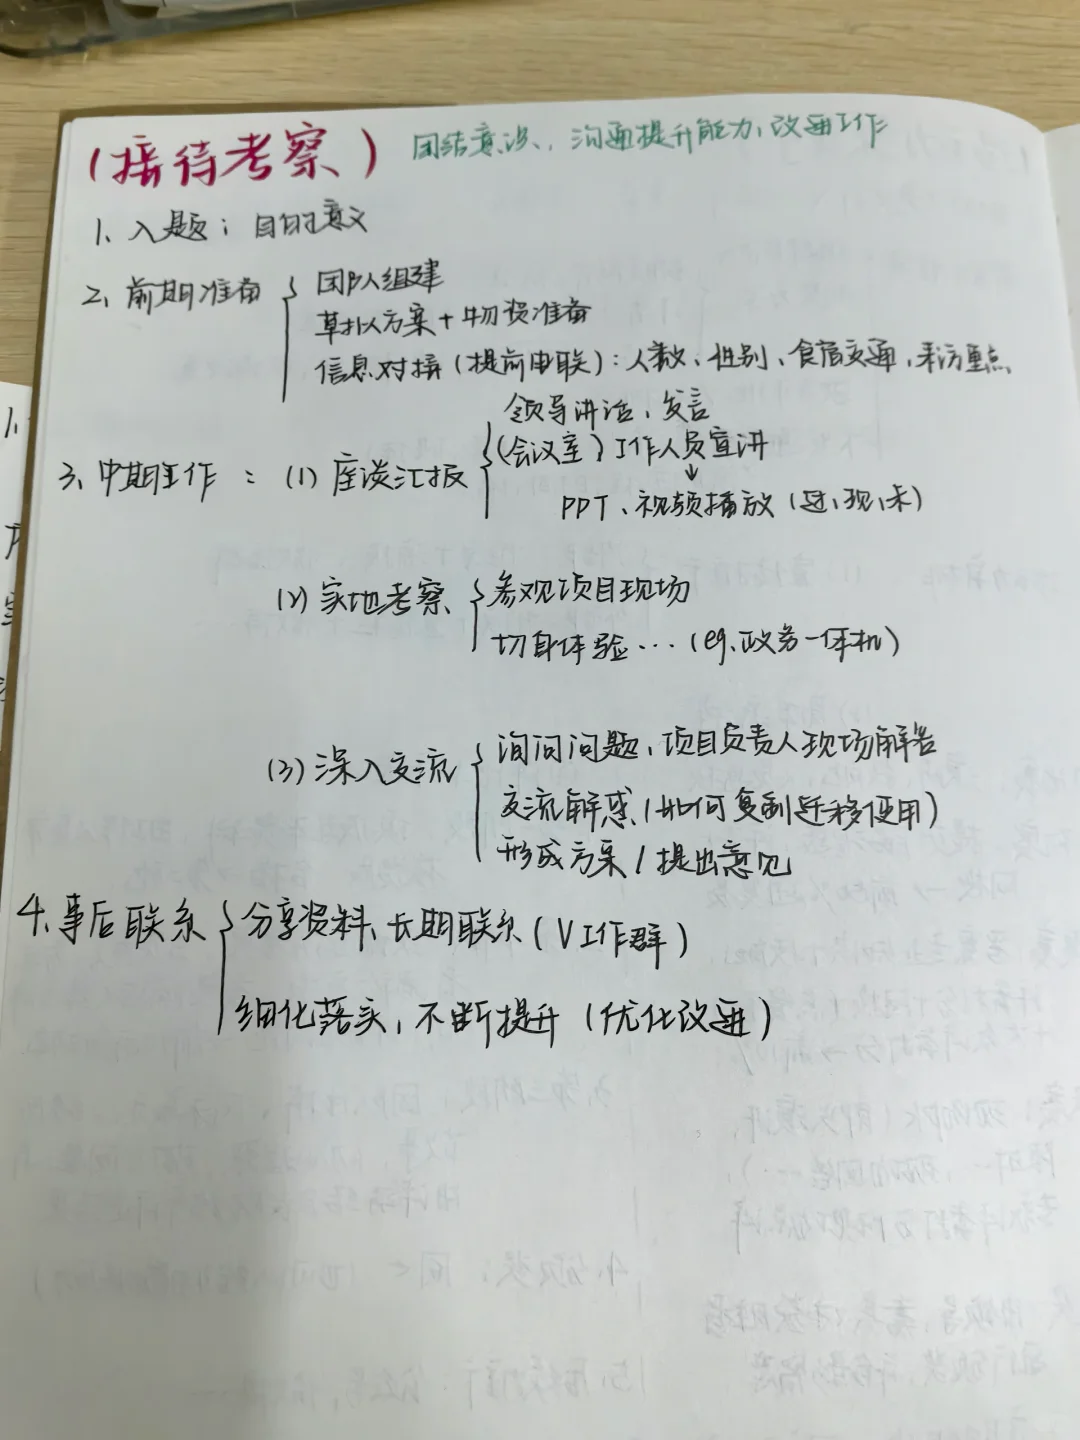 （接待考察） 团结意识、沟通提升能力、改进工作
1、入题：目的意义
2、前期准备 团队组建
草拟方案+物资准备
信息对接（提前电联）：人数、性别、食宿交通，来访重点
领导讲话、发言
3、中期工作：（1）座谈汇报 （会议室）工作人员宣讲
↓
PPT、视频播放（过、现、未）
（2）实地考察 参观项目现场
切身体验…（eg.政务一体机）
（3）深入交流 询问问题，项目负责人现场解答
交流解惑（如何复制迁移使用）
形成方案/提出意见
4、事后联系 分享资料、长期联系（V工作群）
细化落实，不断提升（优化改进）